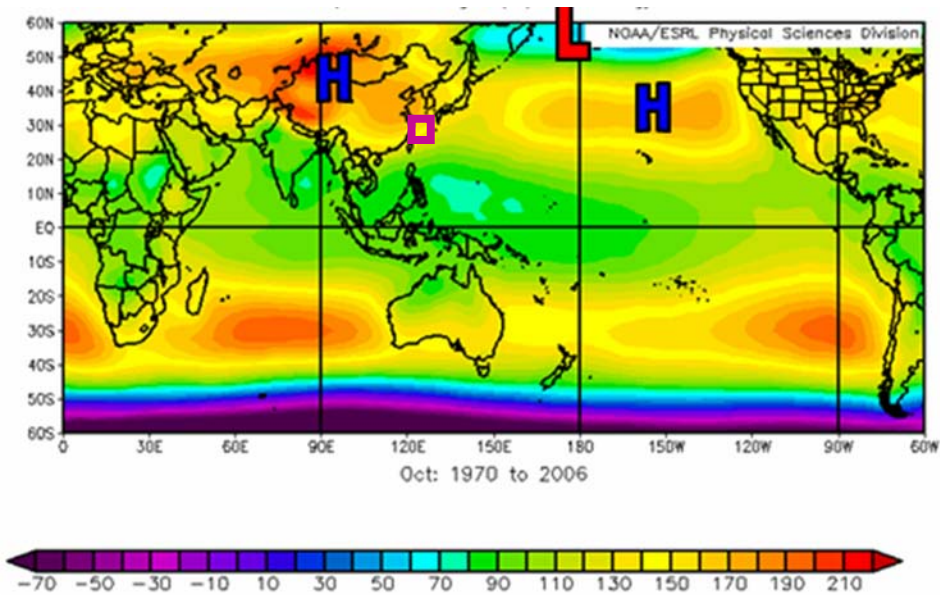 60N
L
NOAA/ESRL Physical Sciences Division
50N
H
40N
H
30N
20N
10N
EQ
10S
20S
30S
40S
50S
60S
0 30E 60E 90E 120E 150E 180 150W 120W 90W 60W
Oct: 1970 to 2006
-70 -50 -30 -10 10 30 50 70 90 110 130 150 170 190 210